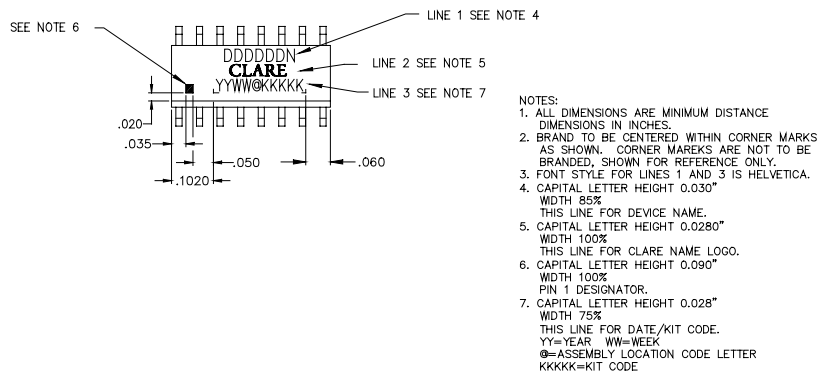 SEE NOTE 6
LINE 1 SEE NOTE 4
DDDDDDN
CLARE
LINE 2 SEE NOTE 5
YYWW@KKKKK
LINE 3 SEE NOTE 7
.020
.035
.050
.060
.1020
NOTES:
1. ALL DIMENSIONS ARE MINIMUM DISTANCE
DIMENSIONS IN INCHES.
2. BRAND TO BE CENTERED WITHIN CORNER MARKS
AS SHOWN. CORNER MAREKS ARE NOT TO BE
BRANDED, SHOWN FOR REFERENCE ONLY.
3. FONT STYLE FOR LINES 1 AND 3 IS HELVETICA.
4. CAPITAL LETTER HEIGHT 0.030"
WIDTH 85%
THIS LINE FOR DEVICE NAME.
5. CAPITAL LETTER HEIGHT 0.0280"
WIDTH 100%
THIS LINE FOR CLARE NAME LOGO.
6. CAPITAL LETTER HEIGHT 0.090"
WIDTH 100%
PIN 1 DESIGNATOR.
7. CAPITAL LETTER HEIGHT 0.028"
WIDTH 75%
THIS LINE FOR DATE/KIT CODE.
YY=YEAR WW=WEEK
@=ASSEMBLY LOCATION CODE LETTER
KKKKK=KIT CODE